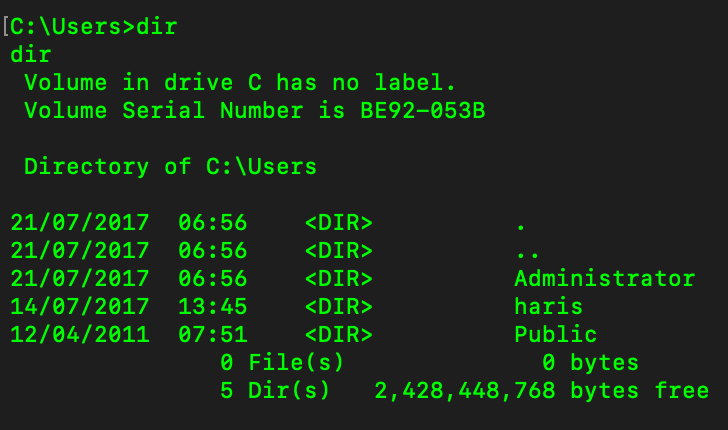 [C:\Users>dir
dir
 Volume in drive C has no label.
 Volume Serial Number is BE92-053B

 Directory of C:\Users

21/07/2017  06:56    <DIR>          .
21/07/2017  06:56    <DIR>          ..
21/07/2017  06:56    <DIR>          Administrator
14/07/2017  13:45    <DIR>          haris
12/04/2011  07:51    <DIR>          Public
               0 File(s)              0 bytes
               5 Dir(s)   2,428,448,768 bytes free